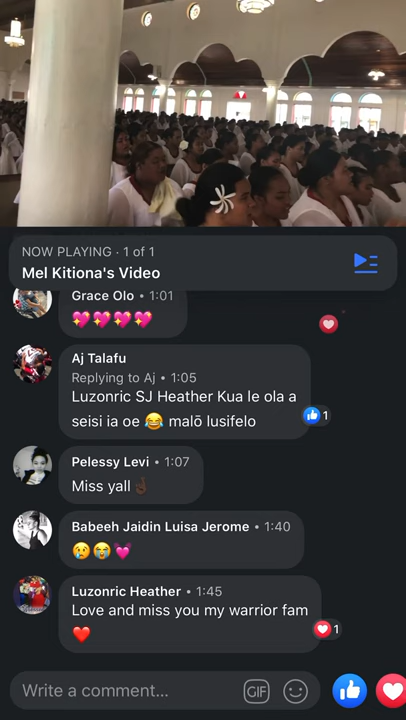 NOW PLAYING · 1 of 1
Mel Kitiona's Video
Grace Olo • 1:01
💖💖💖💖
Aj Talafu
Replying to Aj • 1:05
Luzonric SJ Heather Kua le ola a
seisi ia oe 😂 malō lusifelo
1
Pelessy Levi • 1:07
Miss yall ✌🏿
Babeeh Jaidin Luisa Jerome • 1:40
😢😭💓
Luzonric Heather • 1:45
Love and miss you my warrior fam
❤️
1
Write a comment...
GIF